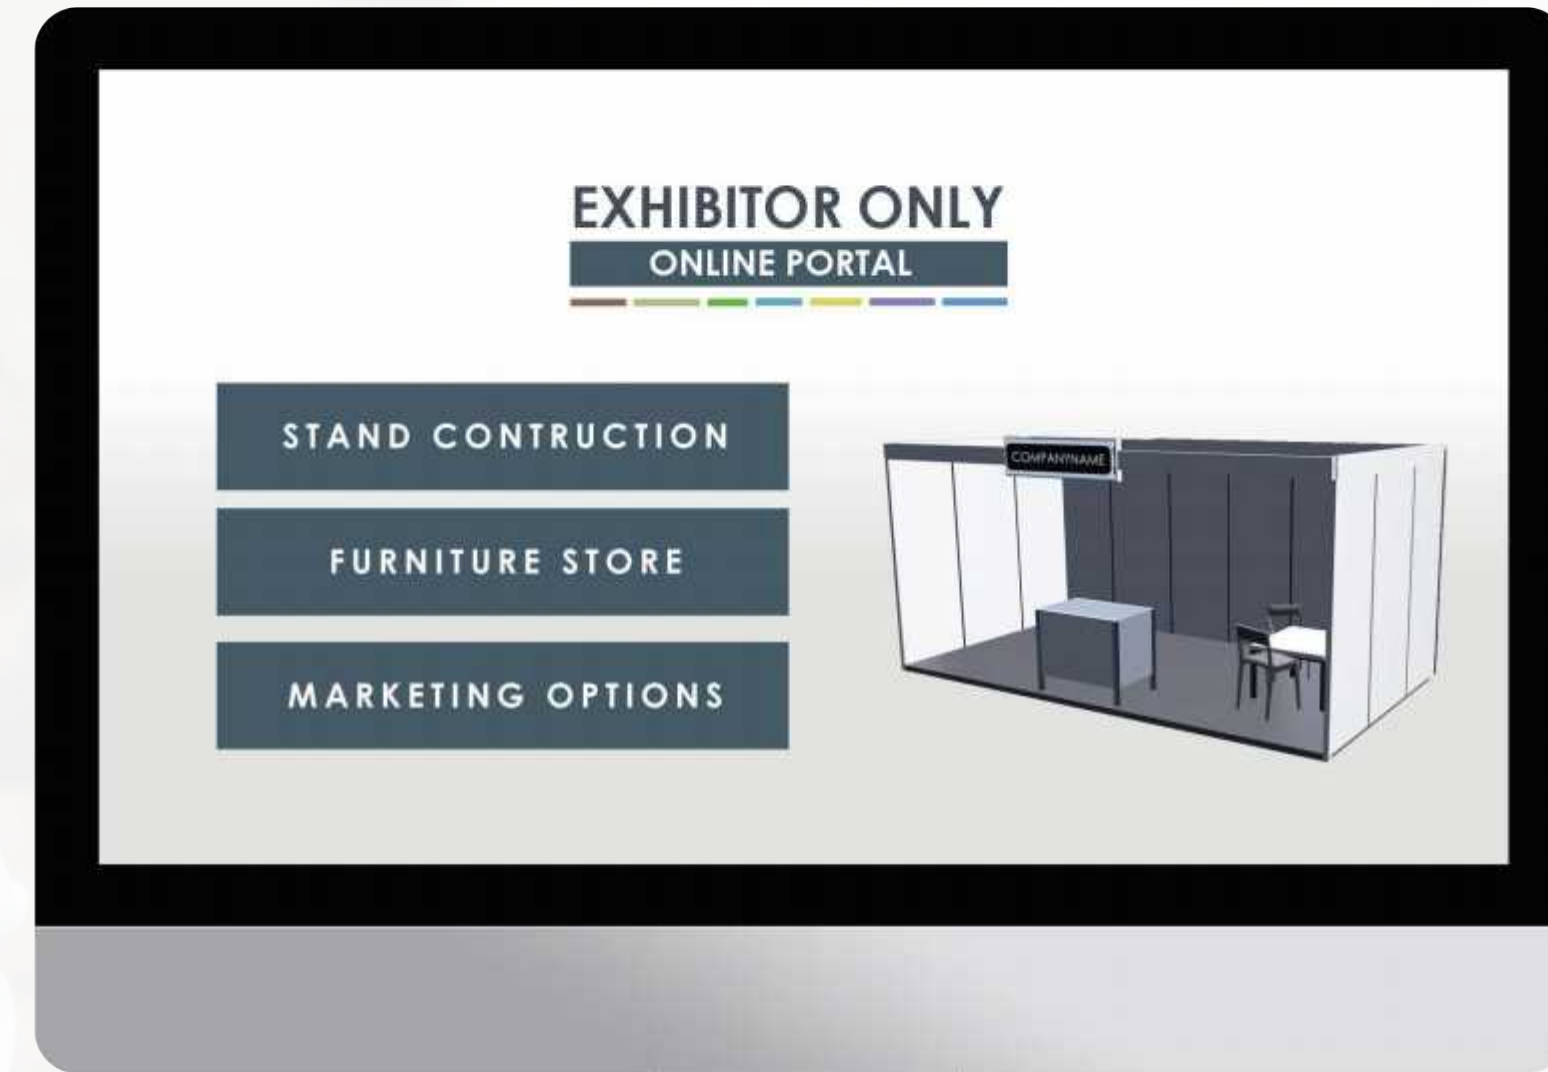 EXHIBITOR ONLY
ONLINE PORTAL
STAND CONTRUCTION
FURNITURE STORE
MARKETING OPTIONS
COMPANYNAME